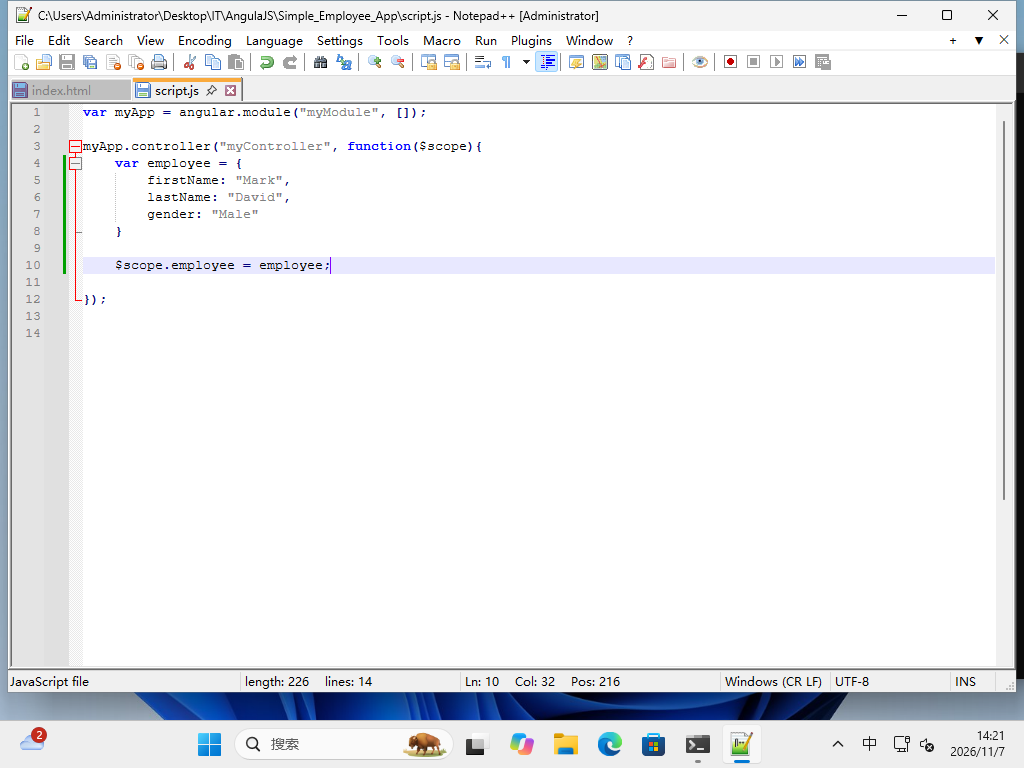 C:\Users\Administrator\Desktop\IT\AngulaJS\Simple_Employee_App\script.js - Notepad++ [Administrator]
File Edit Search View Encoding Language Settings Tools Macro Run Plugins Window ?
index.html script.js
1 var myApp = angular.module("myModule", []);
2
3 myApp.controller("myController", function($scope){
4 var employee = {
5 firstName: "Mark",
6 lastName: "David",
7 gender: "Male"
8 }
9
10 $scope.employee = employee;
11
12 });
13
14
JavaScript file length: 226 lines: 14 Ln: 10 Col: 32 Pos: 216 Windows (CR LF) UTF-8 INS
2
搜索
中
14:21
2026/11/7